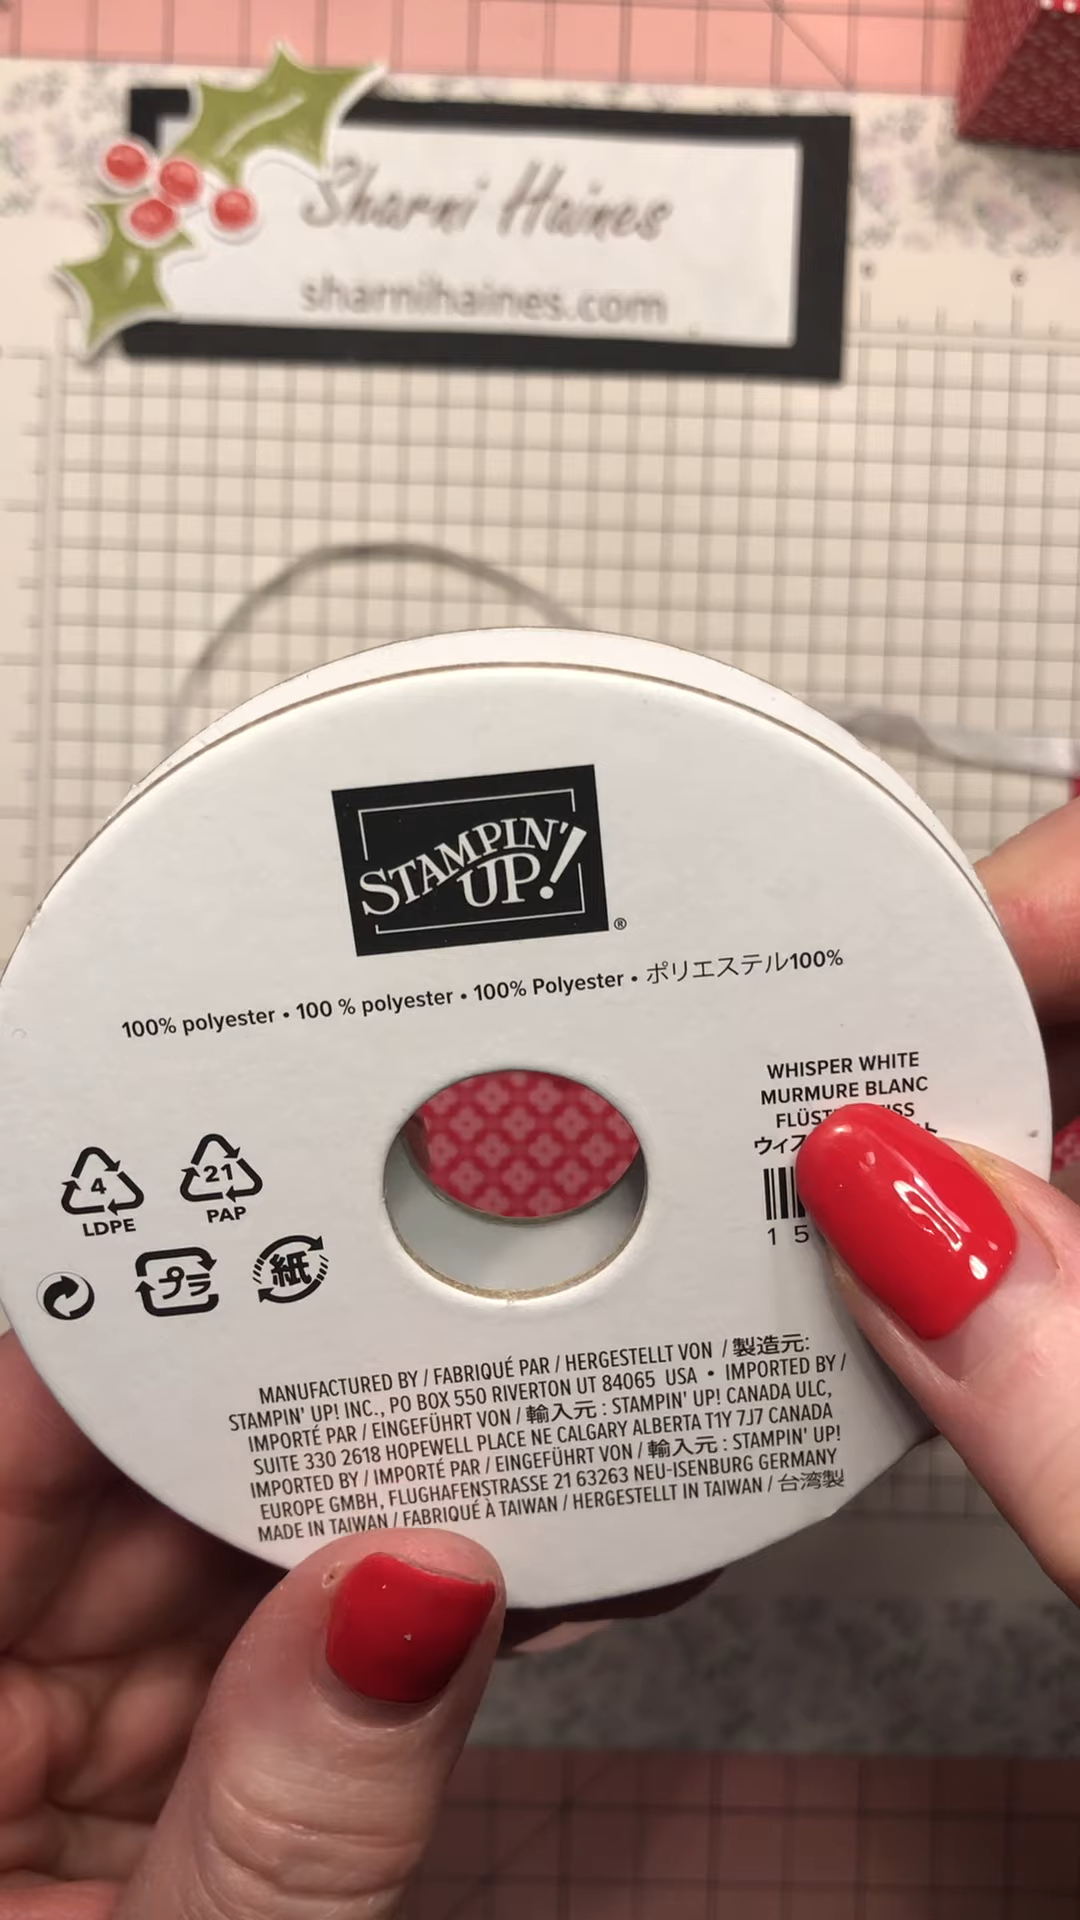 Sharni Haines
sharnihaines.com
STAMPIN'
UP!
®
100% polyester • 100 % polyester • 100% Polyester • ポリエステル100%
WHISPER WHITE
MURMURE BLANC
1 5
4
LDPE
21
PAP
プラ
紙
MANUFACTURED BY / FABRIQUÉ PAR / HERGESTELLT VON / 製造元:
STAMPIN' UP! INC., PO BOX 550 RIVERTON UT 84065 USA • IMPORTED BY /
IMPORTÉ PAR / EINGEFÜHRT VON / 輸入元 : STAMPIN' UP! CANADA ULC,
SUITE 330 2618 HOPEWELL PLACE NE CALGARY ALBERTA T1Y 7J7 CANADA
IMPORTED BY / IMPORTÉ PAR / EINGEFÜHRT VON / 輸入元 : STAMPIN' UP!
EUROPE GMBH, FLUGHAFENSTRASSE 21 63263 NEU-ISENBURG GERMANY
MADE IN TAIWAN / FABRIQUÉ À TAIWAN / HERGESTELLT IN TAIWAN / 台湾製